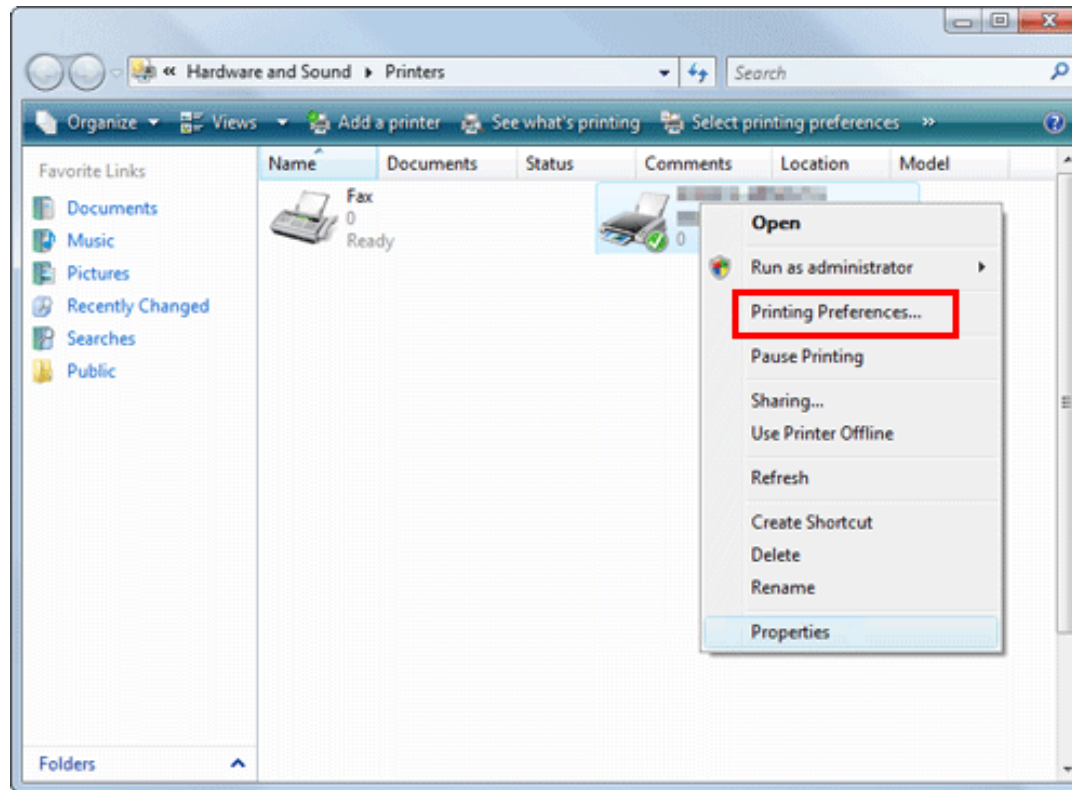 « Hardware and Sound ▸ Printers
Search
Organize Views Add a printer See what's printing Select printing preferences »
Favorite Links
Documents
Music
Pictures
Recently Changed
Searches
Public
Folders
Name Documents Status Comments Location Model
Fax
0
Ready
0
Open
Run as administrator
Printing Preferences...
Pause Printing
Sharing...
Use Printer Offline
Refresh
Create Shortcut
Delete
Rename
Properties